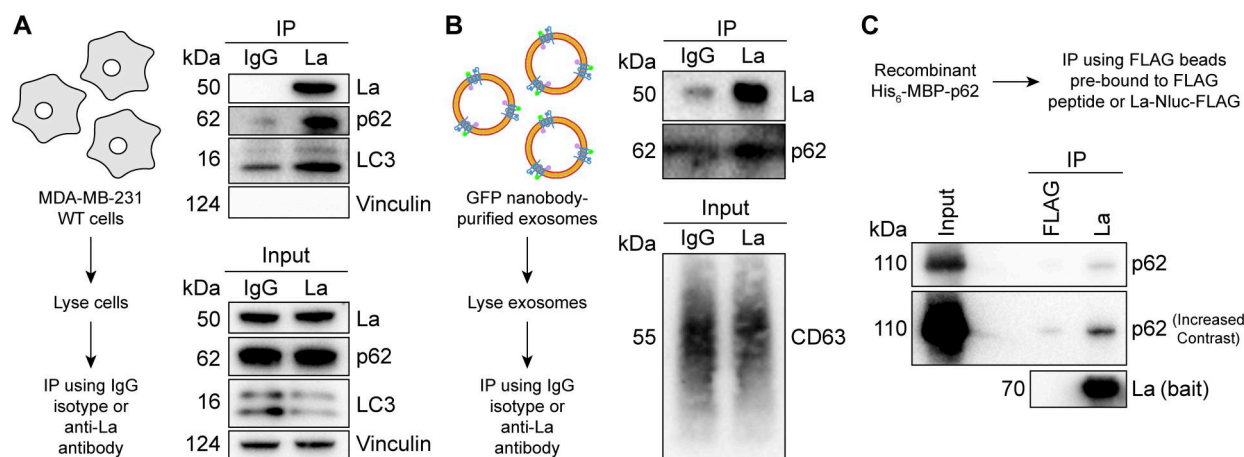 A
MDA-MB-231
WT cells
Lyse cells
IP using IgG
isotype or
anti-La
antibody
IP
kDa IgG La
50 La
62 p62
16 LC3
124 Vinculin
Input
kDa IgG La
50 La
62 p62
16 LC3
124 Vinculin
B
GFP nanobody-
purified exosomes
Lyse exosomes
IP using IgG
isotype or
anti-La
antibody
IP
kDa IgG La
50 La
62 p62
Input
kDa IgG La
55 CD63
C
Recombinant
His6-MBP-p62
IP using FLAG beads
pre-bound to FLAG
peptide or La-Nluc-FLAG
IP
kDa Input FLAG La
110 p62
110 p62 (Increased
Contrast)
70 La (bait)